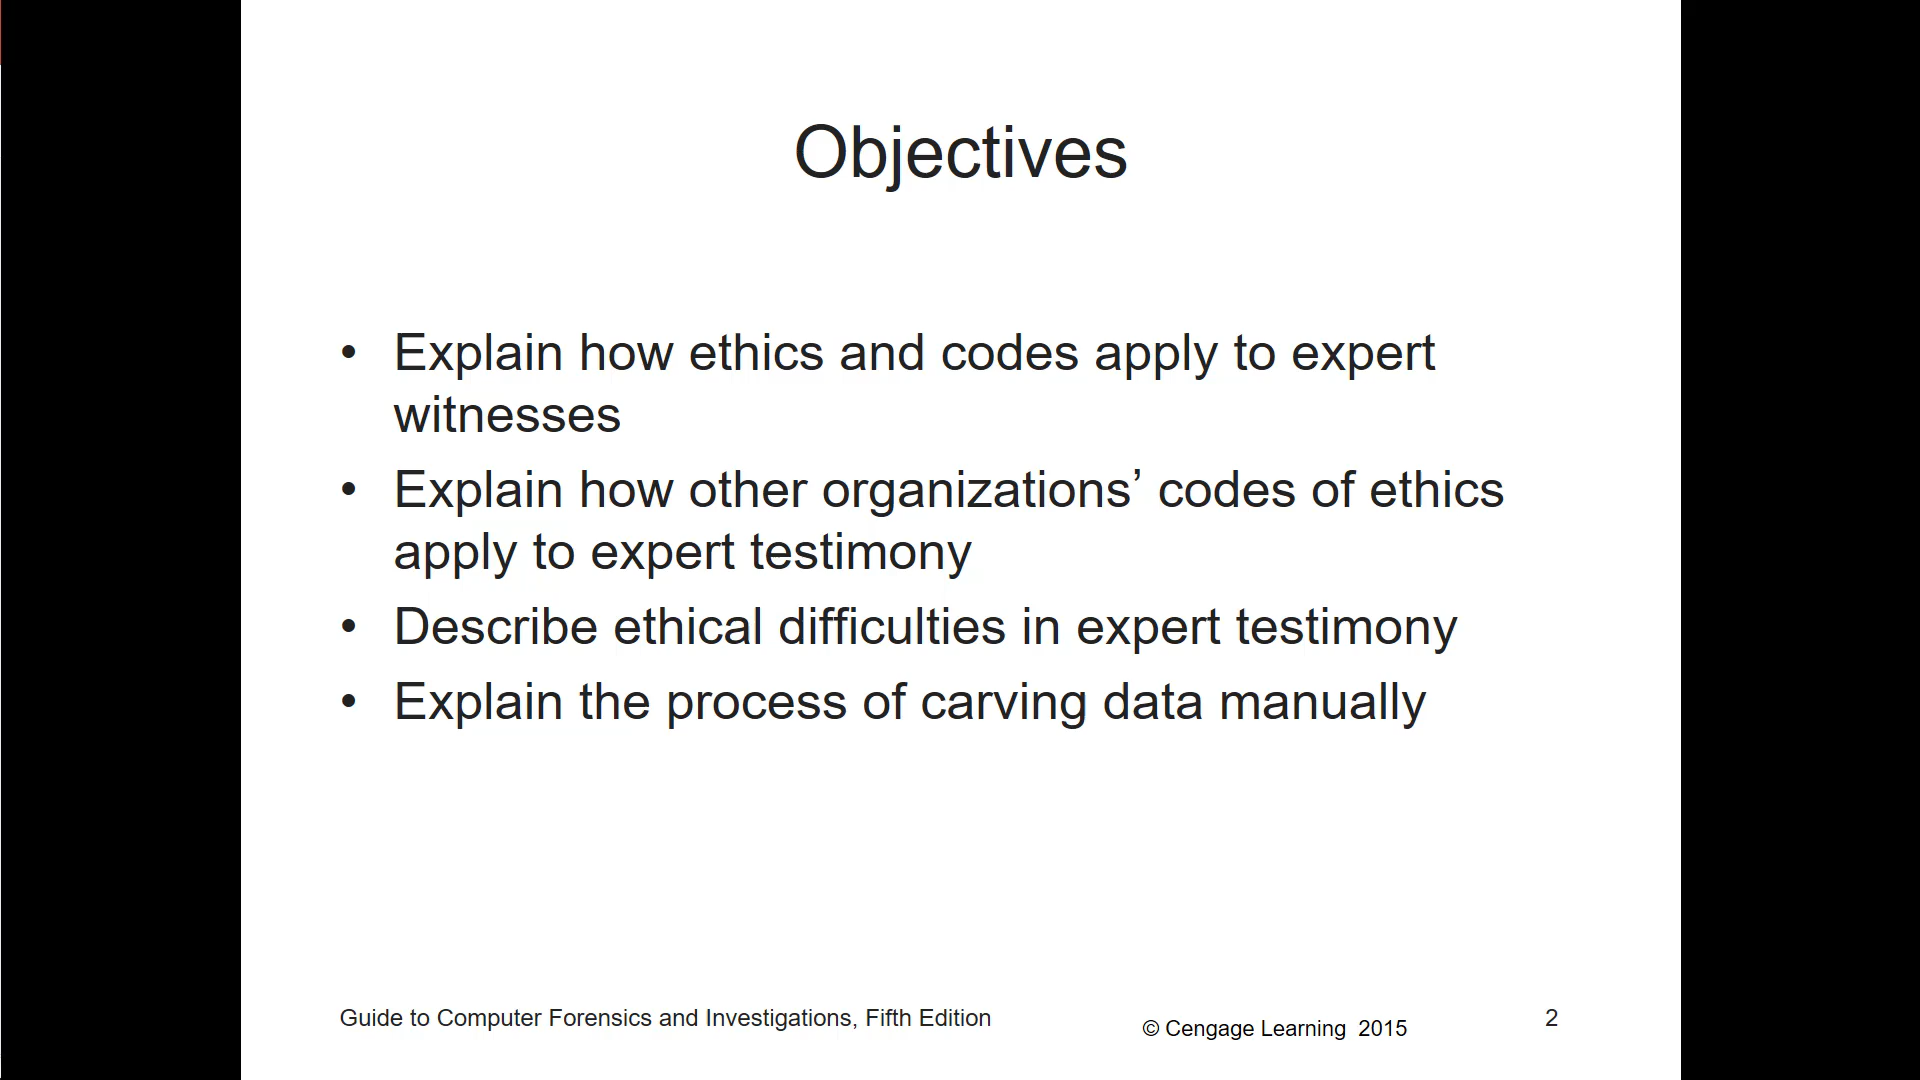 Objectives
• Explain how ethics and codes apply to expert
witnesses
• Explain how other organizations’ codes of ethics
apply to expert testimony
• Describe ethical difficulties in expert testimony
• Explain the process of carving data manually
Guide to Computer Forensics and Investigations, Fifth Edition
© Cengage Learning 2015
2